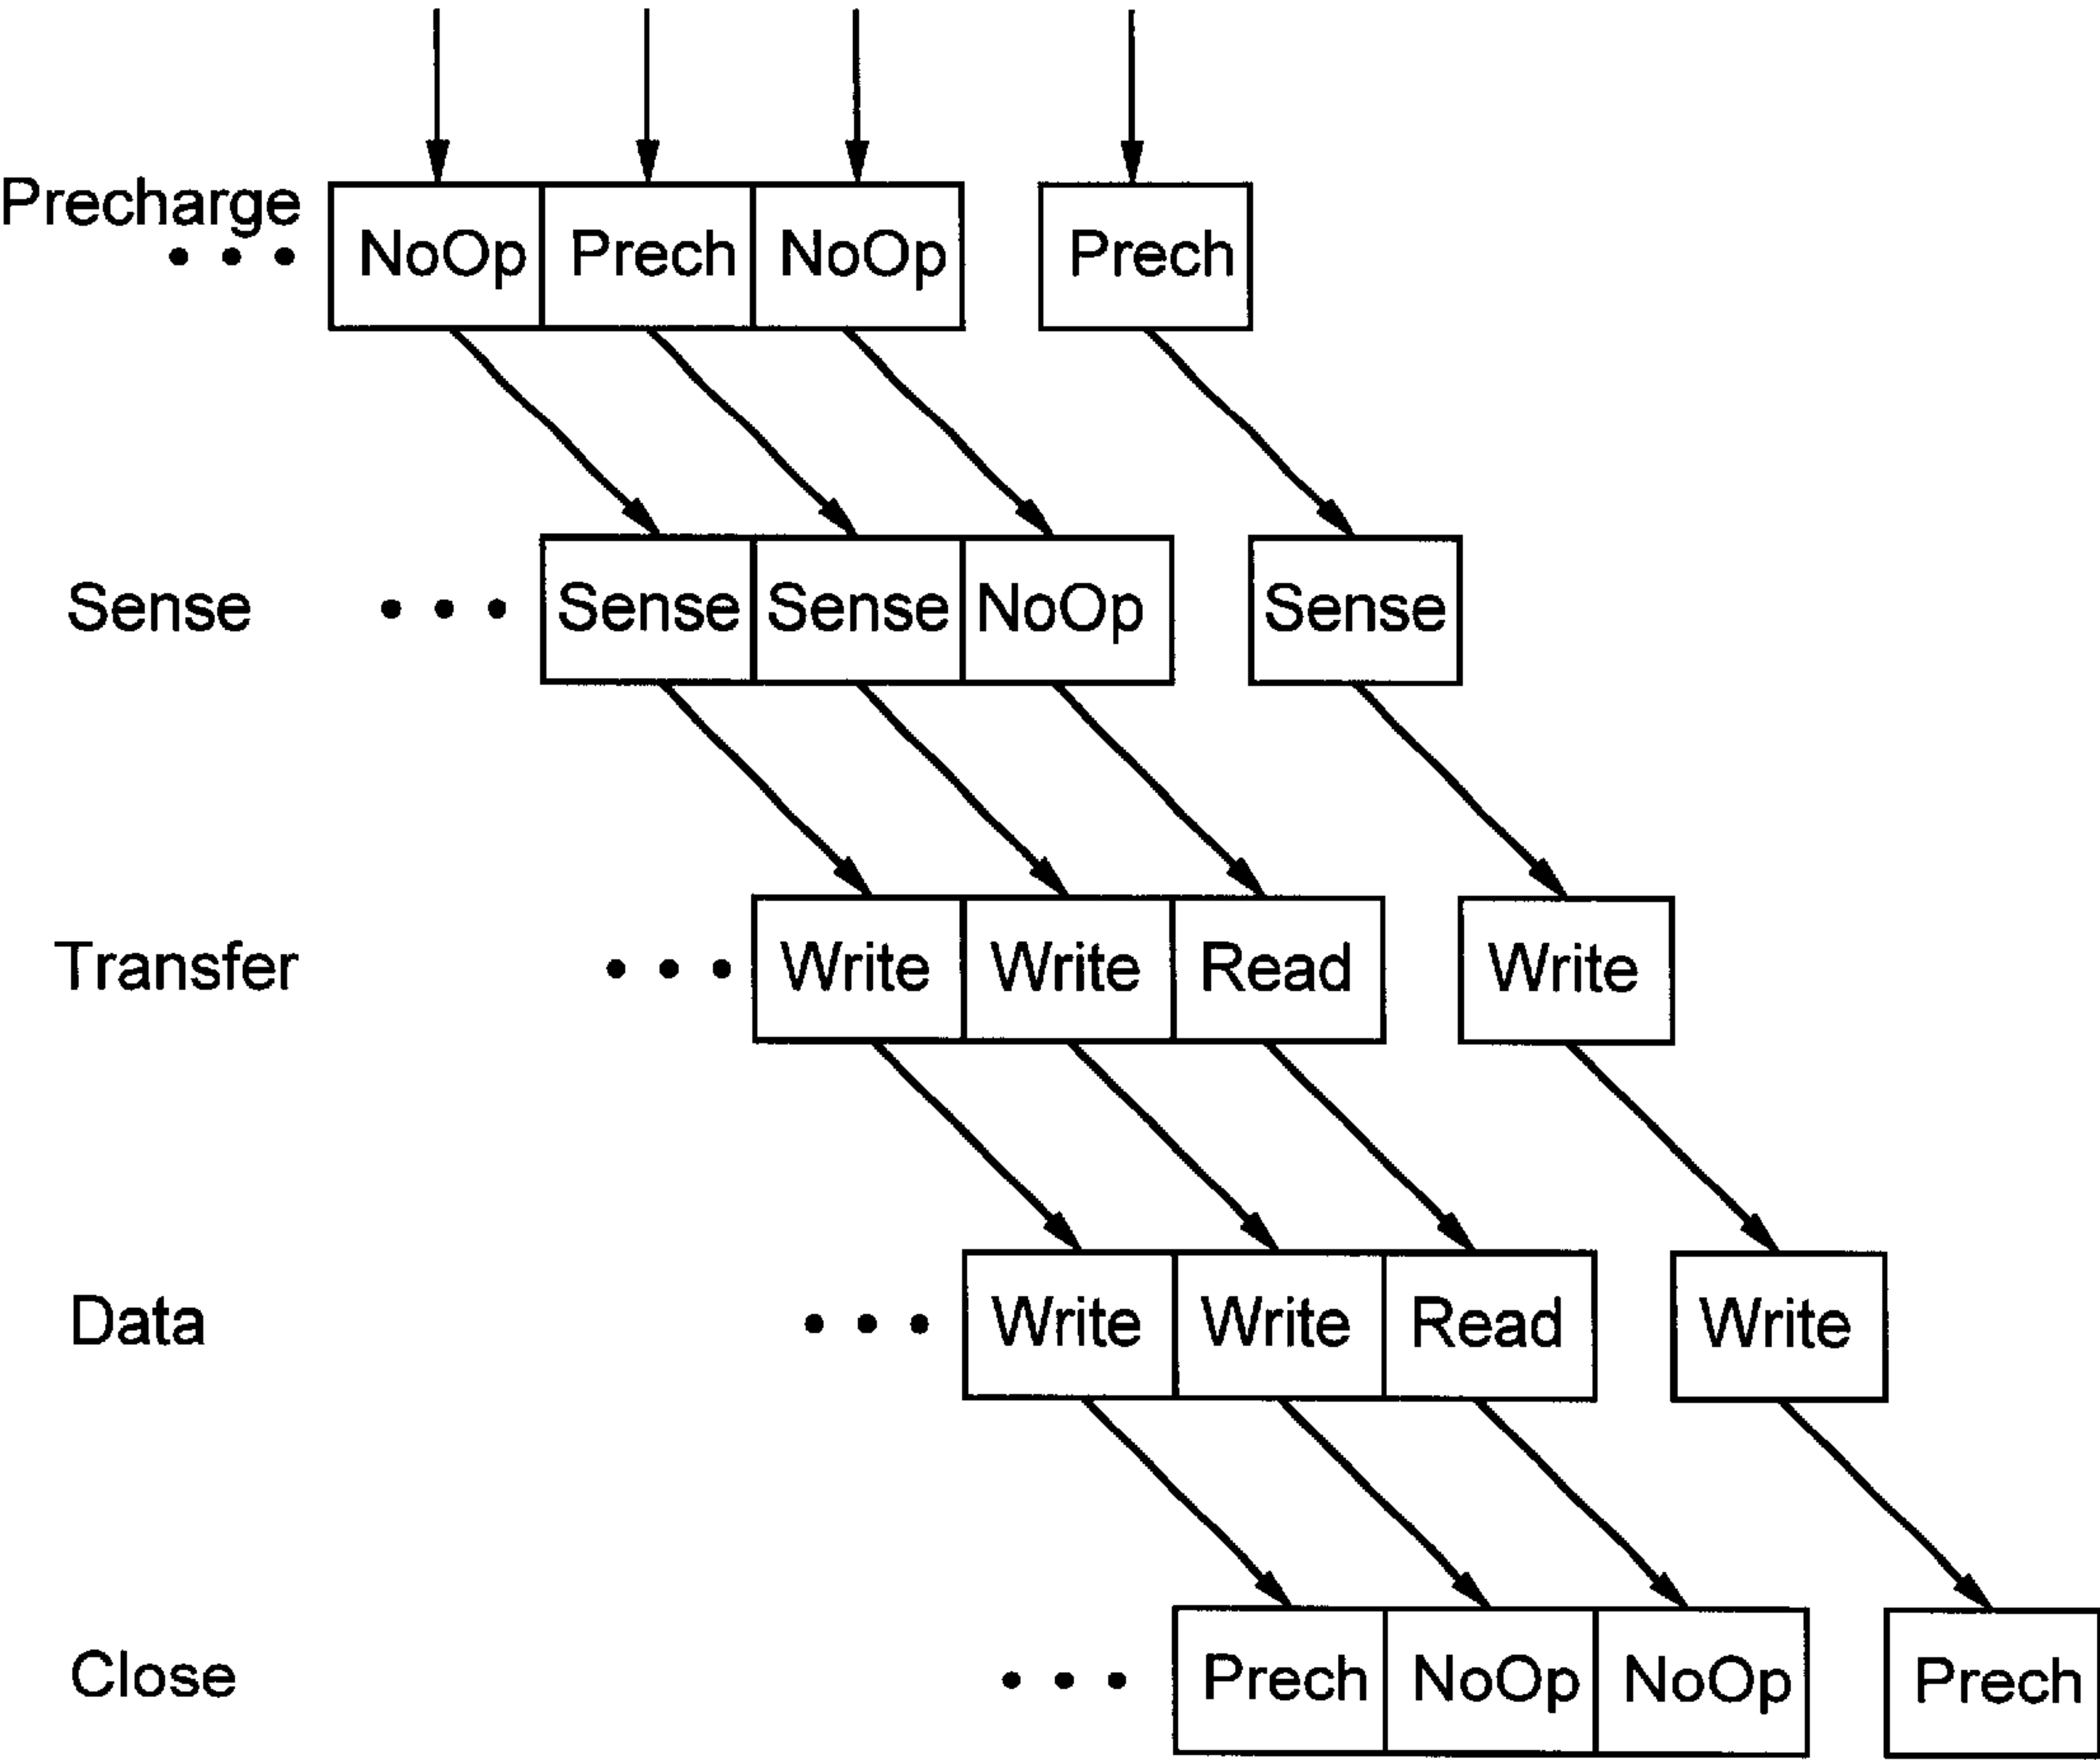 Precharge
• • • NoOp Prech NoOp Prech
Sense • • • Sense Sense NoOp Sense
Transfer • • • Write Write Read Write
Data • • • Write Write Read Write
Close • • • Prech NoOp NoOp Prech